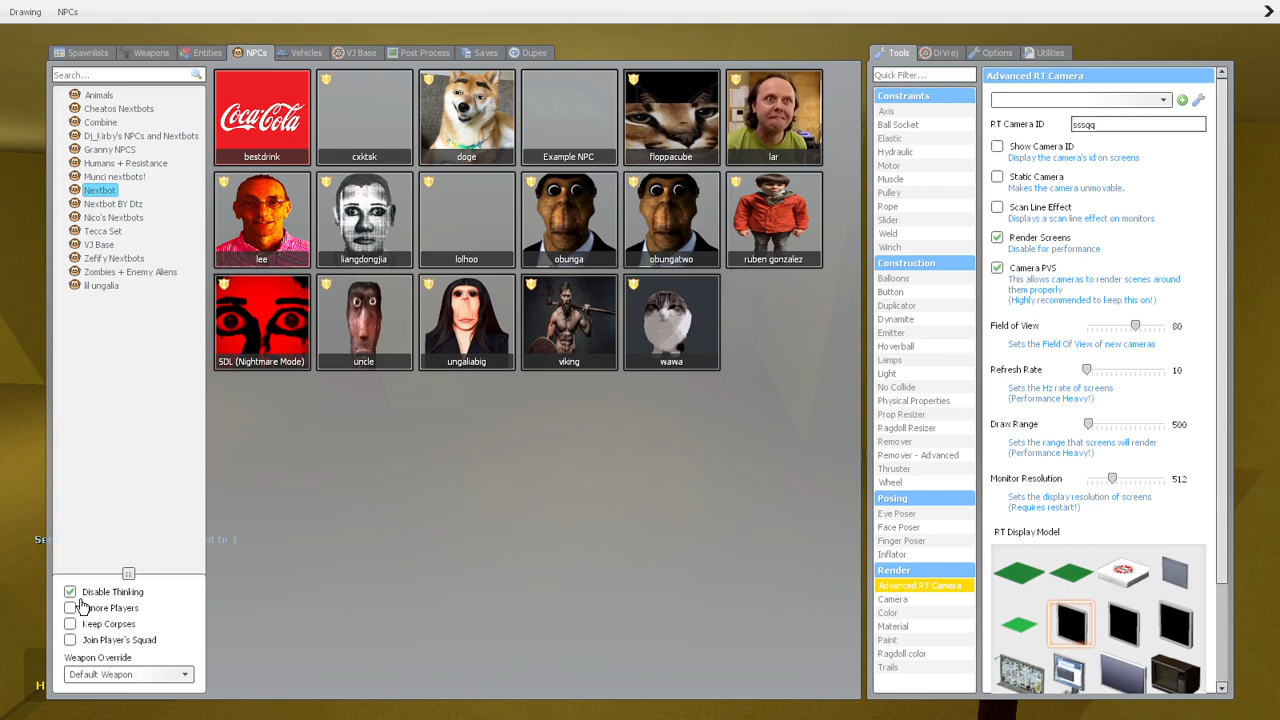 Drawing NPCs
Spawnlists Weapons Entities NPCs Vehicles VJ Base Post Process Saves Dupes
Search...
Animals
Cheatos Nextbots
Combine
Dj_Kirby's NPCs and Nextbots
Granny NPCS
Humans + Resistance
Munci nextbots!
Nextbot
Nextbot BY Dtz
Nico's Nextbots
Tecca Set
VJ Base
Zefify Nextbots
Zombies + Enemy Aliens
lil ungalia
Coca-Cola
bestdrink cxktsk doge Example NPC floppacube lar
lee liangdongjia lolhoo obunga obungatwo ruben gonzalez
SDL (Nightmare Mode) uncle ungaliabig viking wawa
Disable Thinking
Ignore Players
Keep Corpses
Join Player's Squad
Weapon Override
Default Weapon
Tools DrVrej Options Utilities
Quick Filter...
Constraints
Axis
Ball Socket
Elastic
Hydraulic
Motor
Muscle
Pulley
Rope
Slider
Weld
Winch
Construction
Balloons
Button
Duplicator
Dynamite
Emitter
Hoverball
Lamps
Light
No Collide
Physical Properties
Prop Resizer
Ragdoll Resizer
Remover
Remover - Advanced
Thruster
Wheel
Posing
Eye Poser
Face Poser
Finger Poser
Inflator
Render
Advanced RT Camera
Camera
Color
Material
Paint
Ragdoll color
Trails
Advanced RT Camera
RT Camera ID sssqq
Show Camera ID
Display the camera's id on screens
Static Camera
Makes the camera unmovable.
Scan Line Effect
Displays a scan line effect on monitors
Render Screens
Disable for performance
Camera PVS
This allows cameras to render scenes around
them properly
(Highly recommended to keep this on!)
Field of View 80
Sets the Field Of View of new cameras
Refresh Rate 10
Sets the Hz rate of screens
(Performance Heavy!)
Draw Range 500
Sets the range that screens will render
(Performance Heavy!)
Monitor Resolution 512
Sets the display resolution of screens
(Requires restart!)
RT Display Model
Se
ed to 1
H